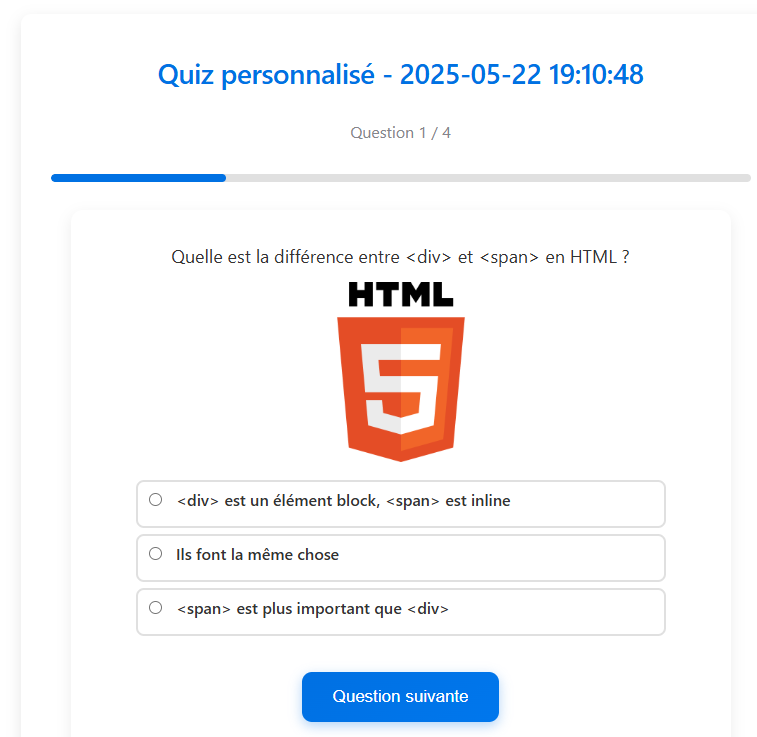 Quiz personnalisé - 2025-05-22 19:10:48
Question 1 / 4
Quelle est la différence entre <div> et <span> en HTML ?
HTML
5
<div> est un élément block, <span> est inline
Ils font la même chose
<span> est plus important que <div>
Question suivante